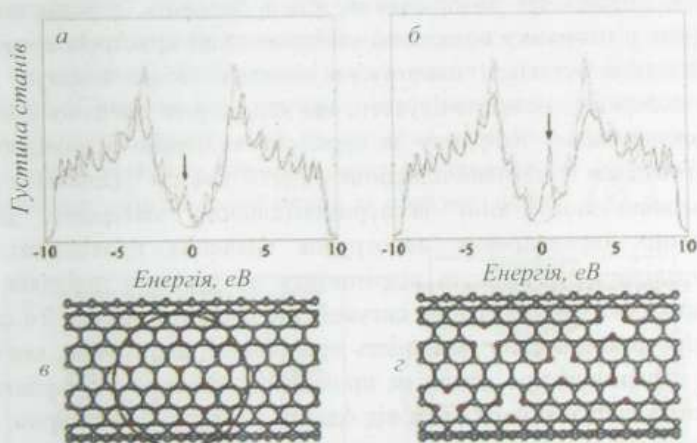 а
б
Густина станів
-10 -5 0 5 10
-10 -5 0 5 10
Енергія, еВ
Енергія, еВ
в
г